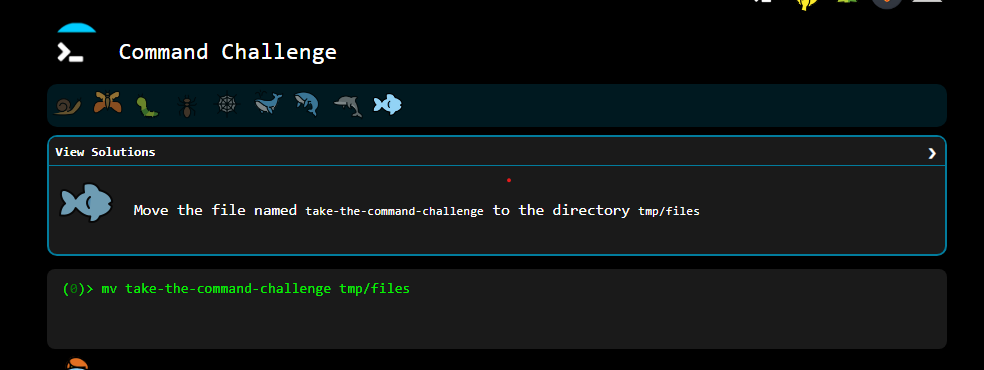 Command Challenge
View Solutions
Move the file named take-the-command-challenge to the directory tmp/files
(0)> mv take-the-command-challenge tmp/files